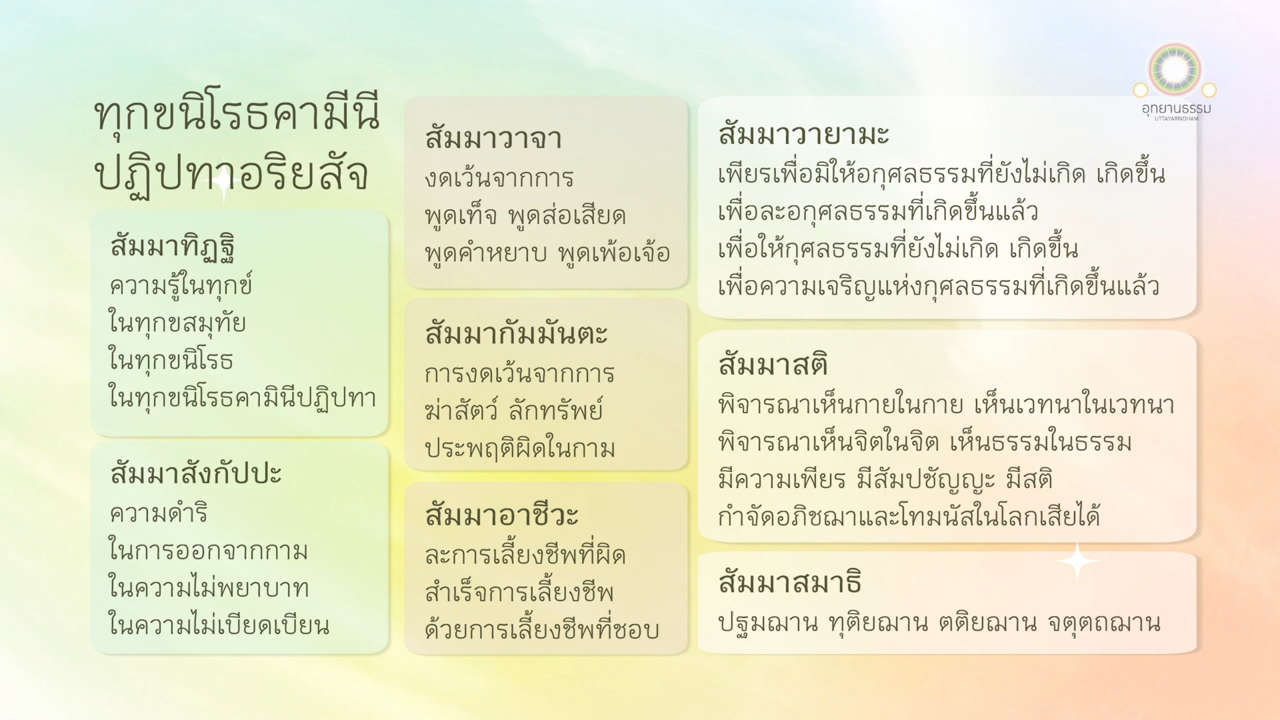 ทุกขนิโรธคามีนี
ปฏิปทาอริยสัจ
สัมมาทิฏฐิ
ความรู้ในทุกข์
ในทุกขสมุทัย
ในทุกขนิโรธ
ในทุกขนิโรธคามินีปฏิปทา
สัมมาสังกัปปะ
ความดำริ
ในการออกจากกาม
ในความไม่พยาบาท
ในความไม่เบียดเบียน
สัมมาวาจา
งดเว้นจากการ
พูดเท็จ พูดส่อเสียด
พูดคำหยาบ พูดเพ้อเจ้อ
สัมมากัมมันตะ
การงดเว้นจากการ
ฆ่าสัตว์ ลักทรัพย์
ประพฤติผิดในกาม
สัมมาอาชีวะ
ละการเลี้ยงชีพที่ผิด
สำเร็จการเลี้ยงชีพ
ด้วยการเลี้ยงชีพที่ชอบ
สัมมาวายามะ
เพียรเพื่อมิให้อกุศลธรรมที่ยังไม่เกิด เกิดขึ้น
เพื่อละอกุศลธรรมที่เกิดขึ้นแล้ว
เพื่อให้กุศลธรรมที่ยังไม่เกิด เกิดขึ้น
เพื่อความเจริญแห่งกุศลธรรมที่เกิดขึ้นแล้ว
สัมมาสติ
พิจารณาเห็นกายในกาย เห็นเวทนาในเวทนา
พิจารณาเห็นจิตในจิต เห็นธรรมในธรรม
มีความเพียร มีสัมปชัญญะ มีสติ
กำจัดอภิชฌาและโทมนัสในโลกเสียได้
สัมมาสมาธิ
ปฐมฌาน ทุติยฌาน ตติยฌาน จตุตถฌาน
อุทยานธรรม
UTTAYARNDHAM